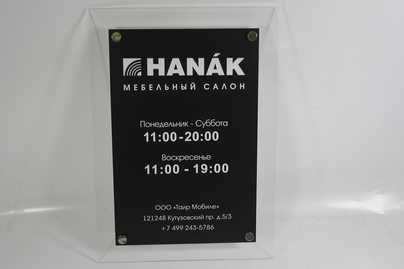 HANÁK
МЕБЕЛЬНЫЙ САЛОН
Понедельник - Суббота
11:00-20:00
Воскресенье
11:00 - 19:00
ООО «Таир Мобиле»
121248 Кутузовский пр. д.5/3
+7 499 243-5786